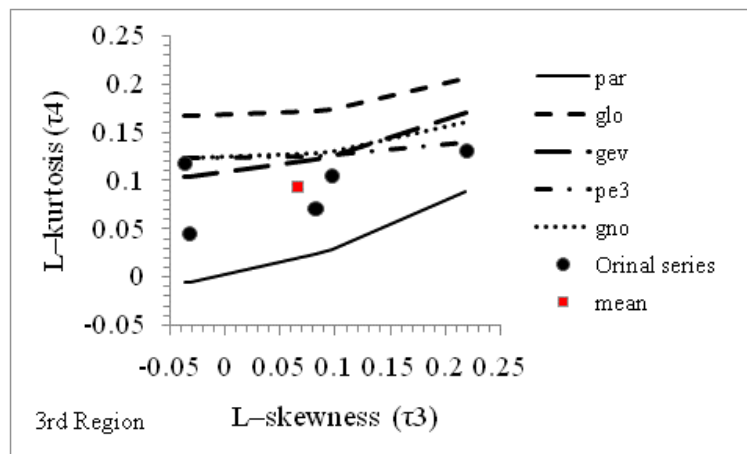 0.25
0.2
0.15
0.1
0.05
0
-0.05
L–kurtosis (τ4)
-0.05 0 0.05 0.1 0.15 0.2 0.25
L–skewness (τ3)
3rd Region
par
glo
gev
pe3
gno
Orinal series
mean